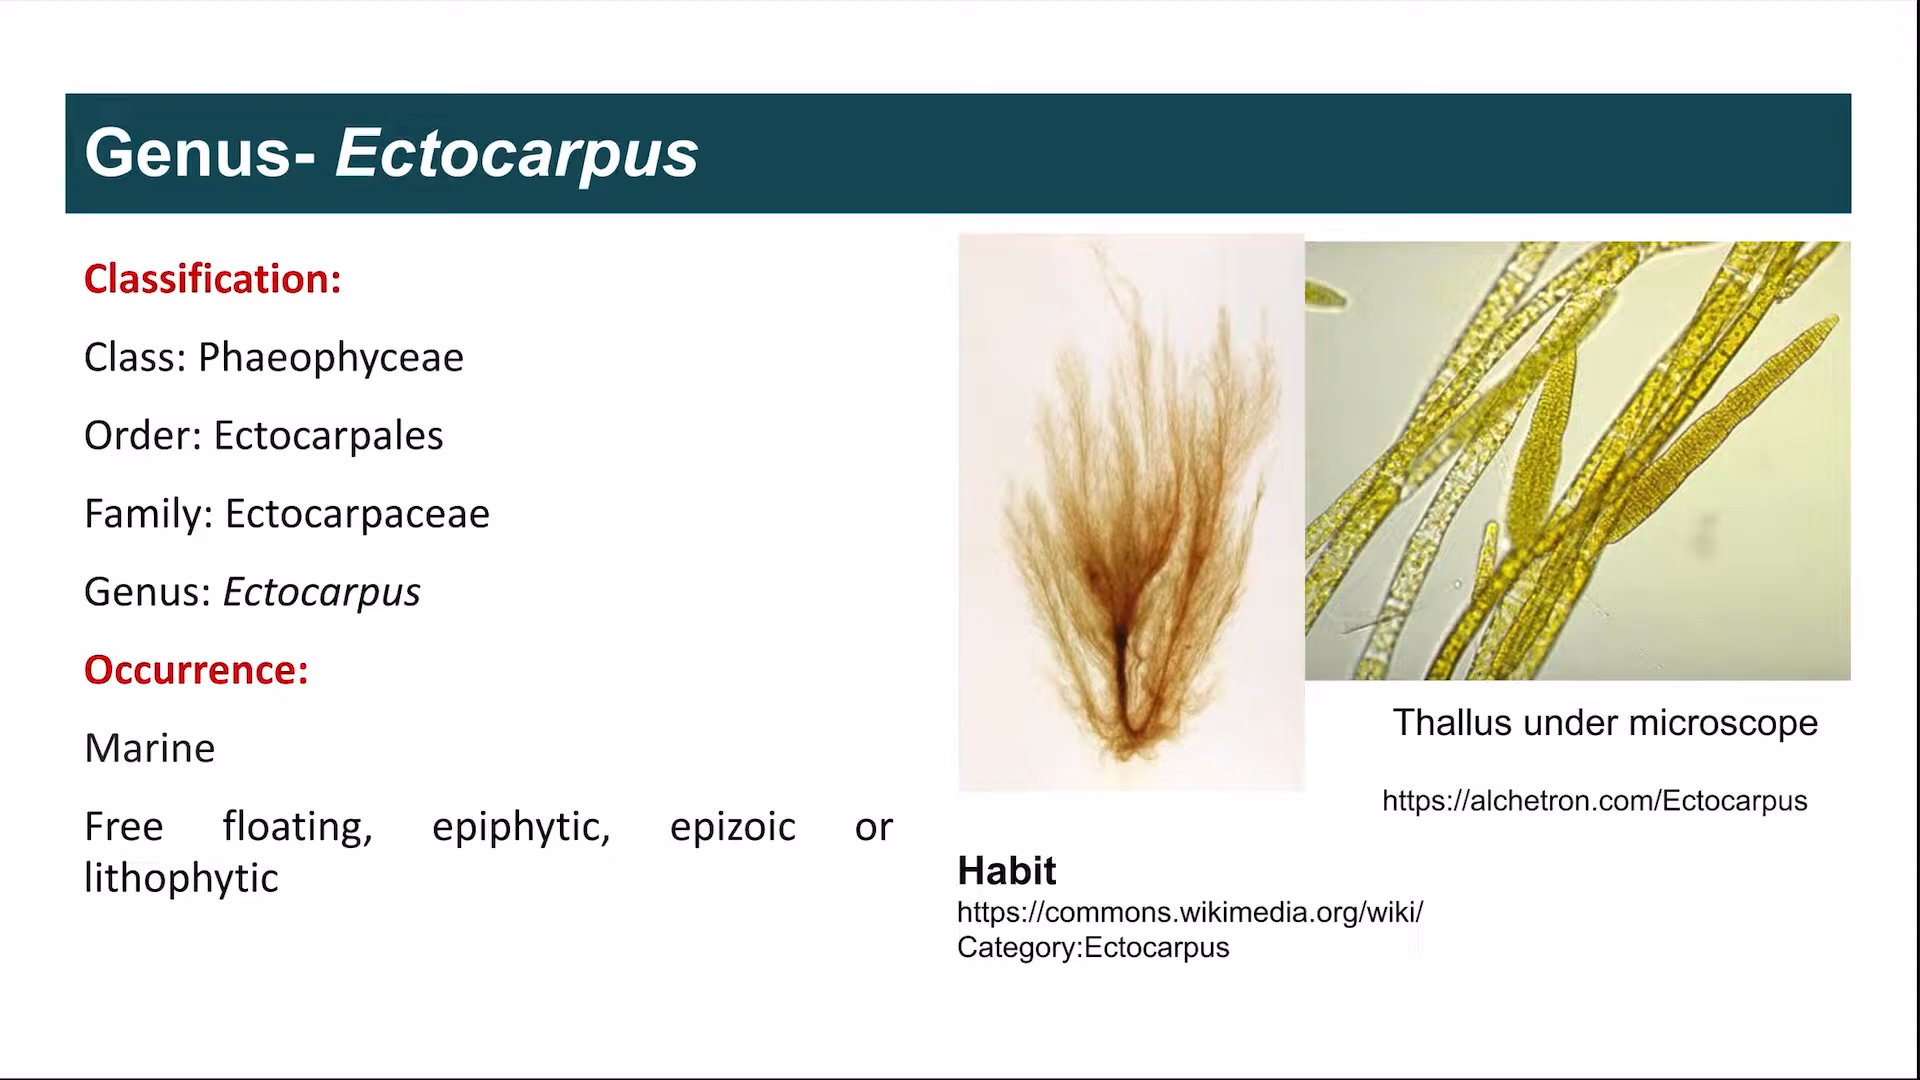 Genus- Ectocarpus
Classification:
Class: Phaeophyceae
Order: Ectocarpales
Family: Ectocarpaceae
Genus: Ectocarpus
Occurrence:
Marine
Free floating, epiphytic, epizoic or
lithophytic
Thallus under microscope
https://alchetron.com/Ectocarpus
Habit
https://commons.wikimedia.org/wiki/
Category:Ectocarpus